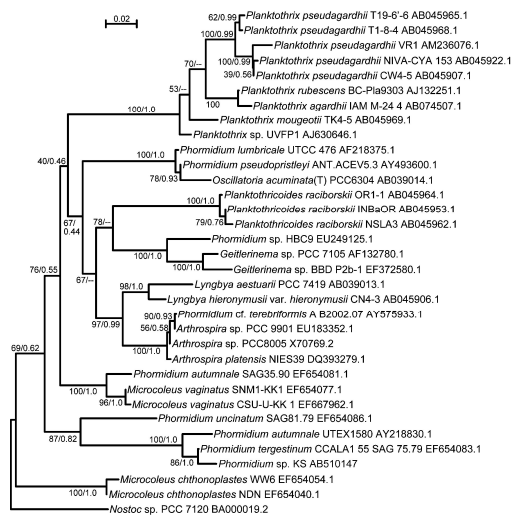 0.02
62/0.99
Planktothrix pseudagardhii T19-6'-6 AB045965.1
Planktothrix pseudagardhii T1-8-4 AB045968.1
100/0.99
Planktothrix pseudagardhii VR1 AM236076.1
100/0.99
Planktothrix pseudagardhii NIVA-CYA 153 AB045922.1
70/--
39/0.56
Planktothrix pseudagardhii CW4-5 AB045907.1
53/--
Planktothrix rubescens BC-Pla9303 AJ132251.1
100
Planktothrix agardhii IAM M-24 4 AB074507.1
100/1.0
Planktothrix mougeotii TK4-5 AB045969.1
Planktothrix sp. UVFP1 AJ630646.1
Phormidium lumbricale UTCC 476 AF218375.1
40/0.46
100/1.0
Phormidium pseudopristleyi ANT.ACEV5.3 AY493600.1
78/0.93
Oscillatoria acuminata(T) PCC6304 AB039014.1
100/1.0
Planktothricoides raciborskii OR1-1 AB045964.1
Planktothricoides raciborskii INBaOR AB045953.1
67/
0.44
78/--
79/0.76
Planktothricoides raciborskii NSLA3 AB045962.1
Phormidium sp. HBC9 EU249125.1
100/1.0
Geitlerinema sp. PCC 7105 AF132780.1
76/0.55
67/--
100/1.0
Geitlerinema sp. BBD P2b-1 EF372580.1
98/1.0
Lyngbya aestuarii PCC 7419 AB039013.1
Lyngbya hieronymusii var. hieronymusii CN4-3 AB045906.1
90/0.93
Phormidium cf. terebriformis A B2002.07 AY575933.1
97/0.99
56/0.58
Arthrospira sp. PCC 9901 EU183352.1
Arthrospira sp. PCC8005 X70769.2
69/0.62
100/1.0
Arthrospira platensis NIES39 DQ393279.1
Phormidium autumnale SAG35.90 EF654081.1
100/1.0
Microcoleus vaginatus SNM1-KK1 EF654077.1
96/1.0
Microcoleus vaginatus CSU-U-KK 1 EF667962.1
Phormidium uncinatum SAG81.79 EF654086.1
87/0.82
Phormidium autumnale UTEX1580 AY218830.1
100/1.0
Phormidium tergestinum CCALA1 55 SAG 75.79 EF654083.1
86/1.0
Phormidium sp. KS AB510147
Microcoleus chthonoplastes WW6 EF654054.1
100/1.0
Microcoleus chthonoplastes NDN EF654040.1
Nostoc sp. PCC 7120 BA000019.2